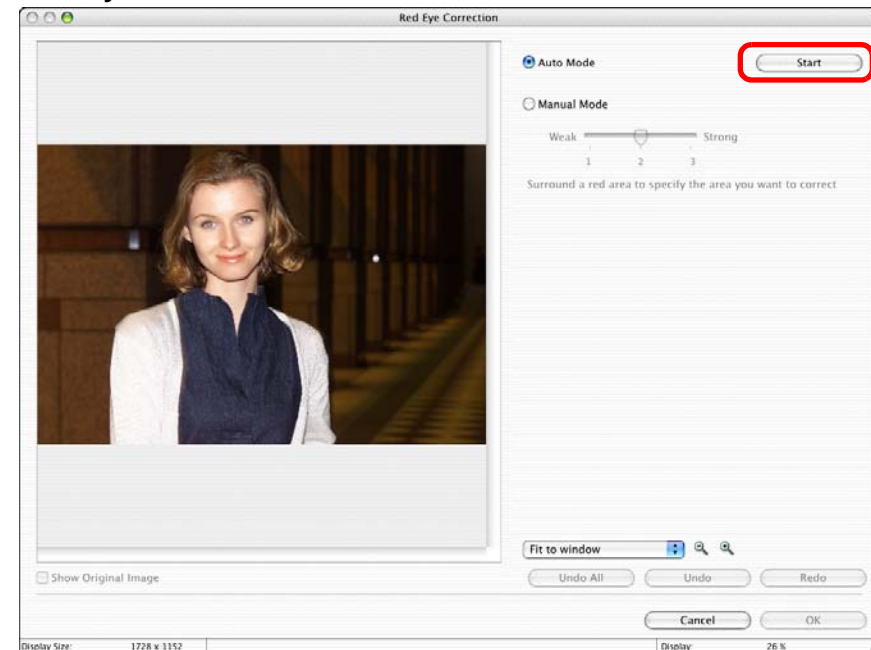 Red Eye Correction
Auto Mode
Start
Manual Mode
Weak
Strong
1 2 3
Surround a red area to specify the area you want to correct
Fit to window
Show Original Image
Undo All
Undo
Redo
Cancel
OK
Display Size: 1728 x 1152
Display: 26 %